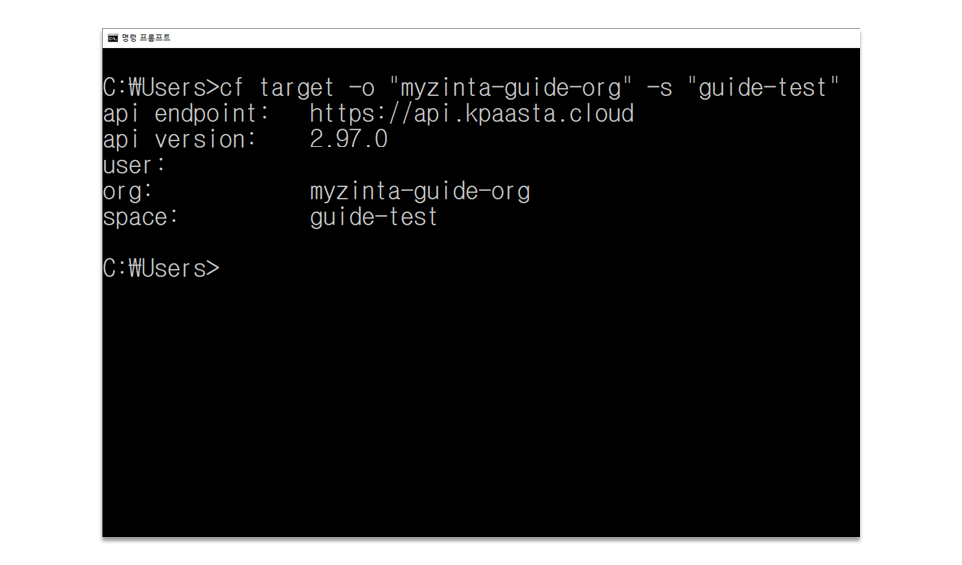 명령 프롬프트
C:₩Users>cf target -o "myzinta-guide-org" -s "guide-test"
api endpoint: https://api.kpaasta.cloud
api version: 2.97.0
user:
org: myzinta-guide-org
space: guide-test
C:₩Users>